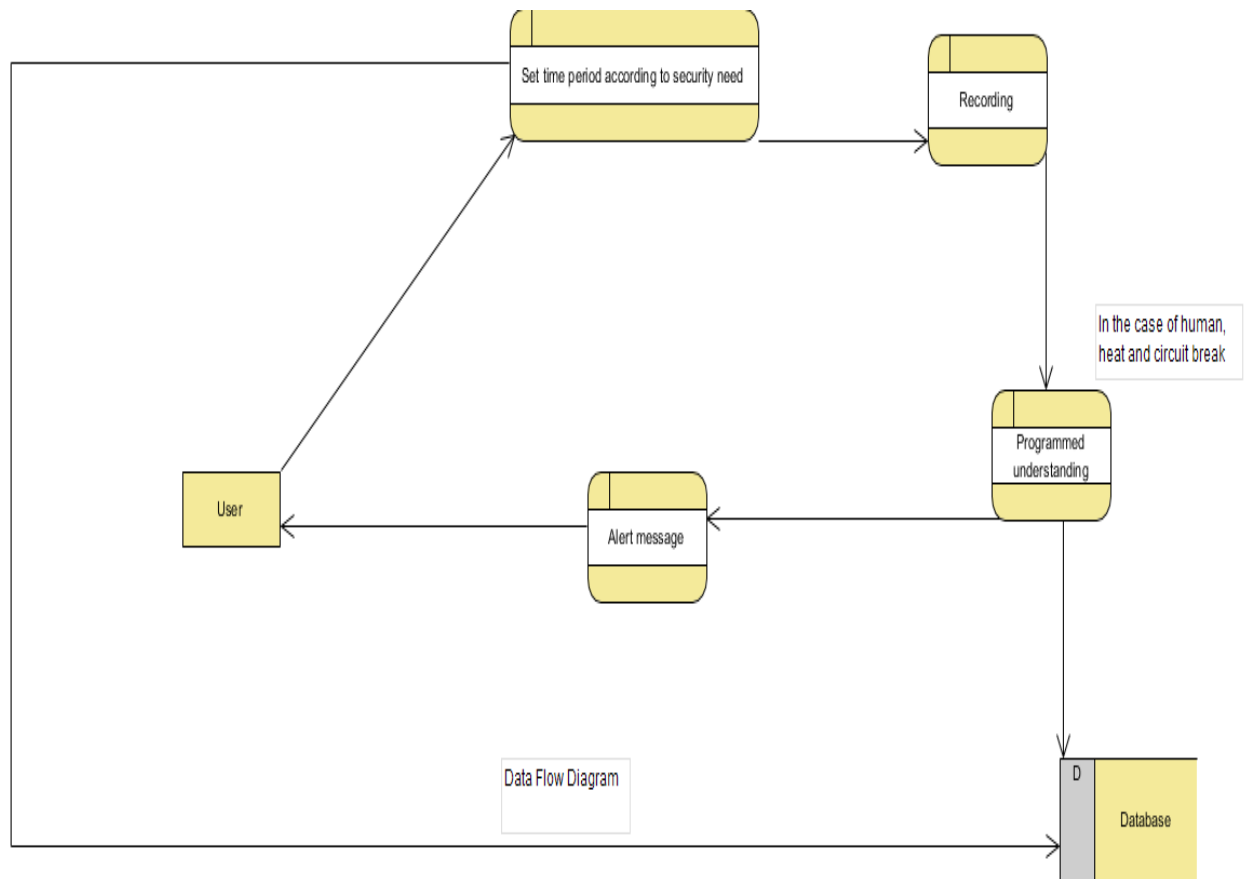 Set time period according to security need
Recording
In the case of human,
heat and circuit break
Programmed
understanding
User
Alert message
Data Flow Diagram
D
Database